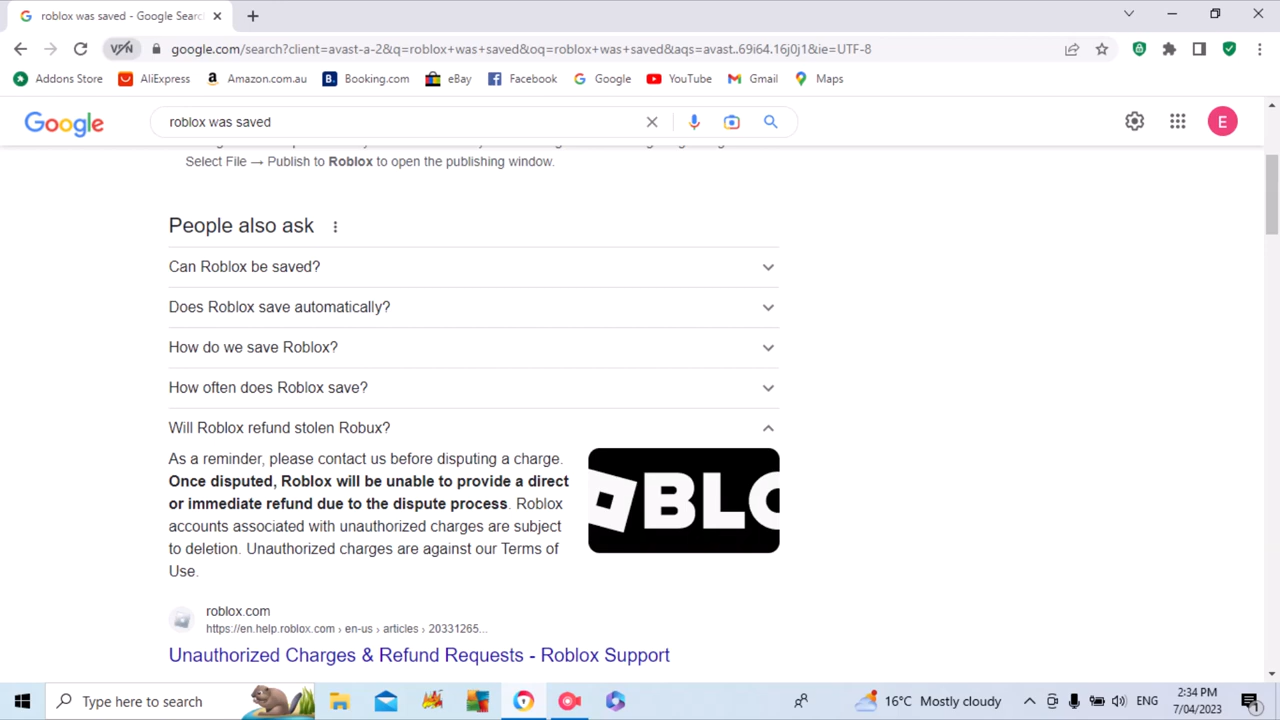 roblox was saved - Google Searc
google.com/search?client=avast-a-2&q=roblox+was+saved&oq=roblox+was+saved&aqs=avast..69i64.16j0j1&ie=UTF-8
Addons Store AliExpress Amazon.com.au Booking.com eBay Facebook Google YouTube Gmail Maps
Google roblox was saved E
Select File → Publish to Roblox to open the publishing window.
People also ask
Can Roblox be saved?
Does Roblox save automatically?
How do we save Roblox?
How often does Roblox save?
Will Roblox refund stolen Robux?
As a reminder, please contact us before disputing a charge.
Once disputed, Roblox will be unable to provide a direct
or immediate refund due to the dispute process. Roblox
accounts associated with unauthorized charges are subject
to deletion. Unauthorized charges are against our Terms of
Use.
BLO
roblox.com
https://en.help.roblox.com › en-us › articles › 20331265...
Unauthorized Charges & Refund Requests - Roblox Support
Type here to search
16°C Mostly cloudy
ENG
2:34 PM
7/04/2023
1